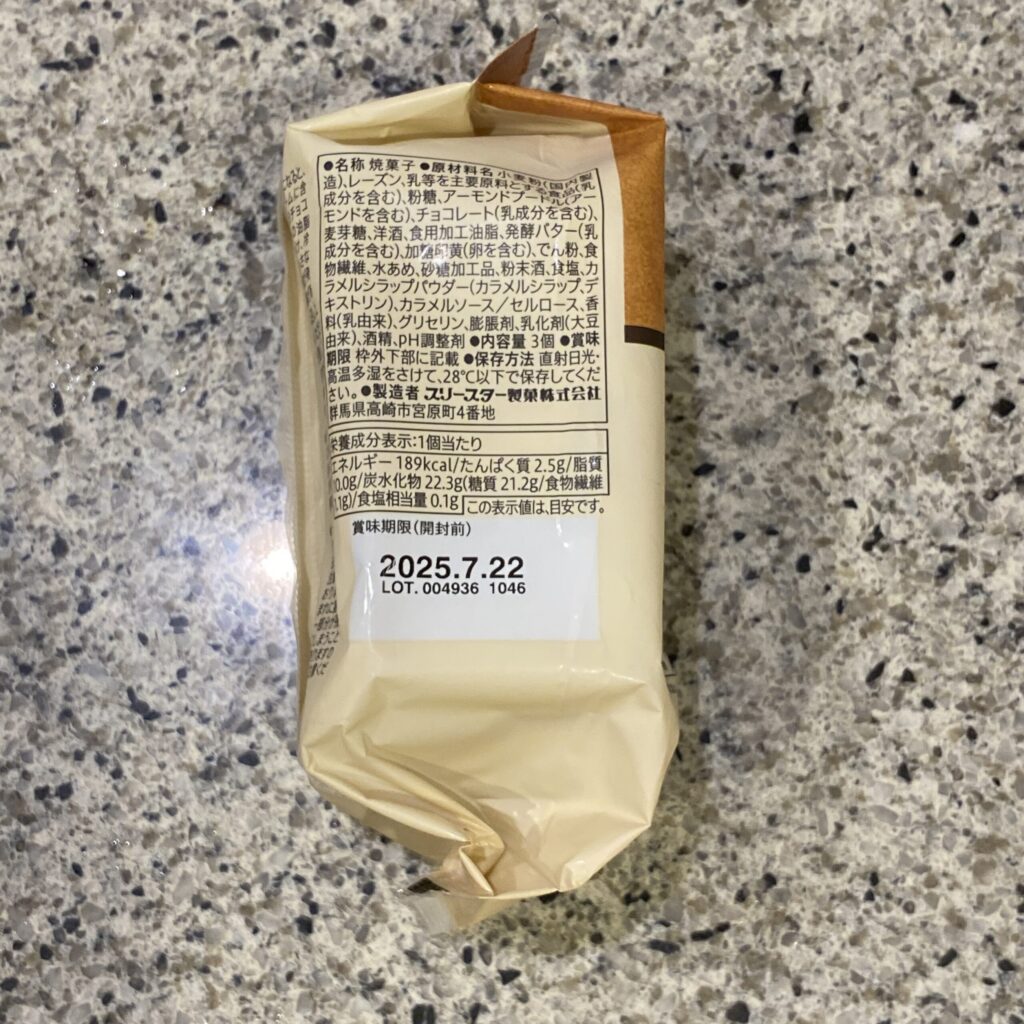 ●名称 焼菓子 ●原材料名 小麦粉(国内製
造)、レーズン、乳等を主要原料とする食品(乳
成分を含む)、粉糖、アーモンドプードル(アー
モンドを含む)、チョコレート(乳成分を含む)、
麦芽糖、洋酒、食用加工油脂、発酵バター(乳
成分を含む)、加糖卵黄(卵を含む)、でん粉、食
物繊維、水あめ、砂糖加工品、粉末酒、食塩、カ
ラメルシラップパウダー(カラメルシラップ、デ
キストリン)、カラメルソース/セルロース、香
料(乳由来)、グリセリン、膨脹剤、乳化剤(大豆
由来)、酒精、pH調整剤 ●内容量 3個 ●賞味
期限 枠外下部に記載 ●保存方法 直射日光・
高温多湿をさけて、28℃以下で保存してくだ
さい。●製造者 スリースター製菓株式会社
群馬県高崎市宮原町4番地
栄養成分表示:1個当たり
エネルギー 189kcal/たんぱく質 2.5g/脂質
0.0g/炭水化物 22.3g(糖質 21.2g/食物繊維
.1g)/食塩相当量 0.1g この表示値は、目安です。
賞味期限(開封前)
2025.7.22
LOT. 004936 1046